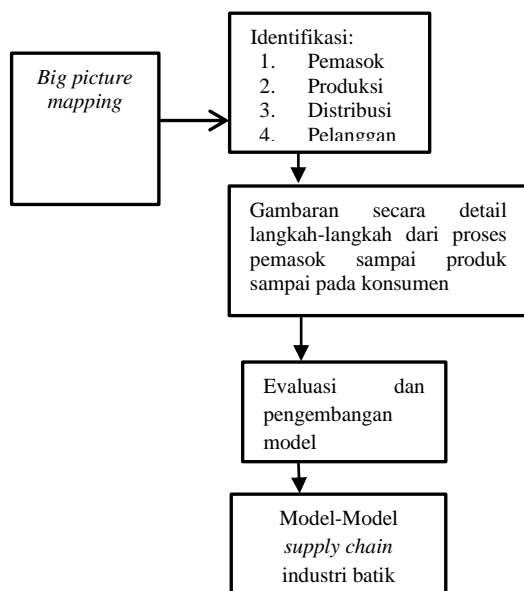 Big picture
mapping
Identifikasi:
1. Pemasok
2. Produksi
3. Distribusi
4. Pelanggan
Gambaran secara detail
langkah-langkah dari proses
pemasok sampai produk
sampai pada konsumen
Evaluasi dan
pengembangan
model
Model-Model
supply chain
industri batik